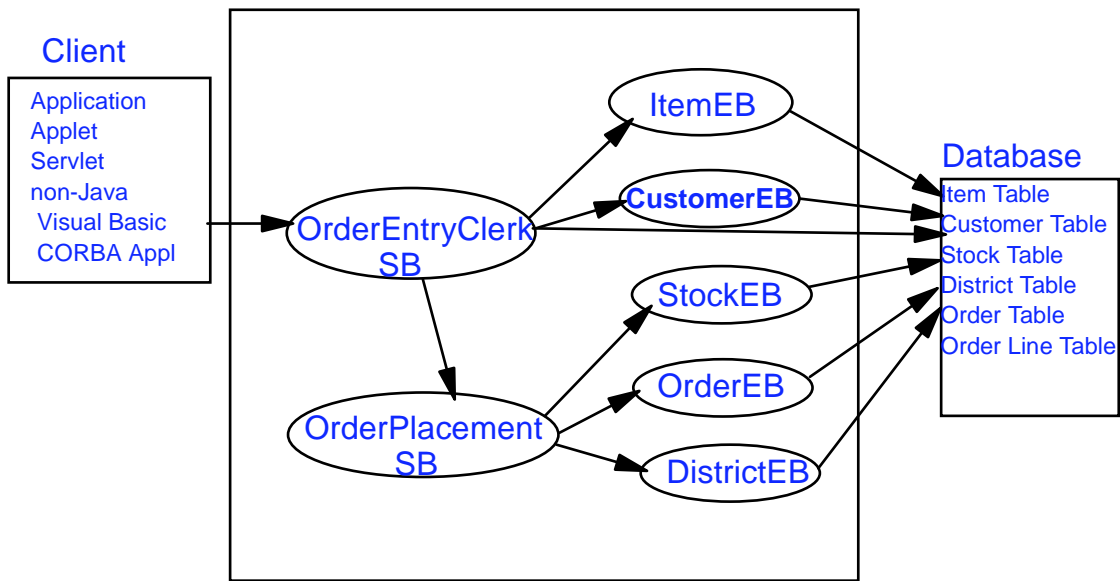 Client
Application
Applet
Servlet
non-Java
Visual Basic
CORBA Appl
OrderEntryClerk
SB
OrderPlacement
SB
ItemEB
CustomerEB
StockEB
OrderEB
DistrictEB
Database
Item Table
Customer Table
Stock Table
District Table
Order Table
Order Line Table